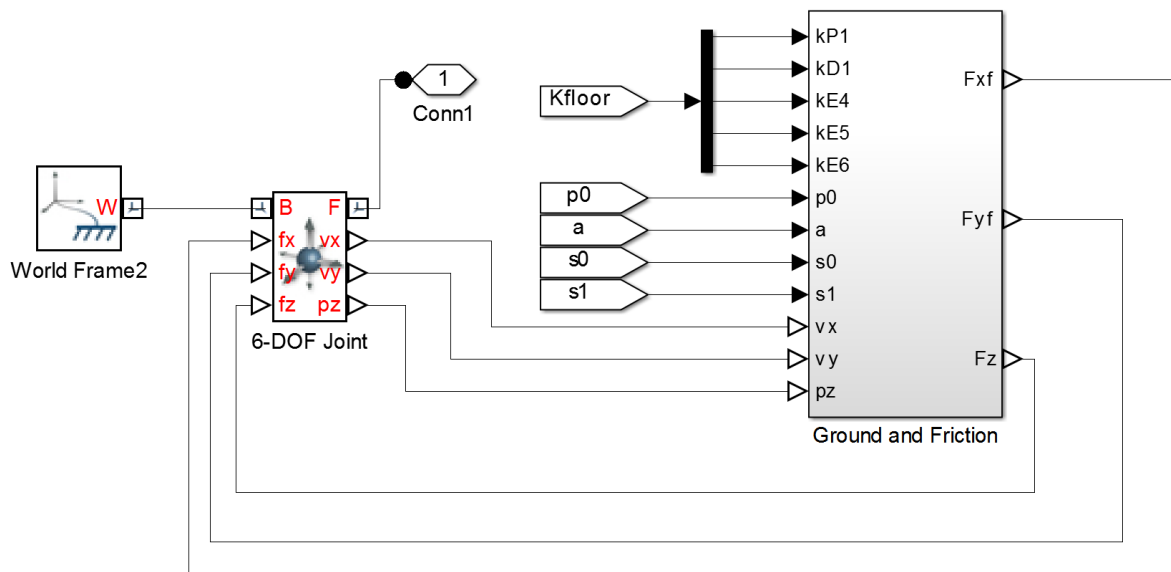 1
Conn1
W
World Frame2
B
F
fx
vx
fy
vy
fz
pz
6-DOF Joint
Kfloor
p0
a
s0
s1
kP1
kD1
kE4
kE5
kE6
p0
a
s0
s1
vx
vy
pz
Fxf
Fyf
Fz
Ground and Friction